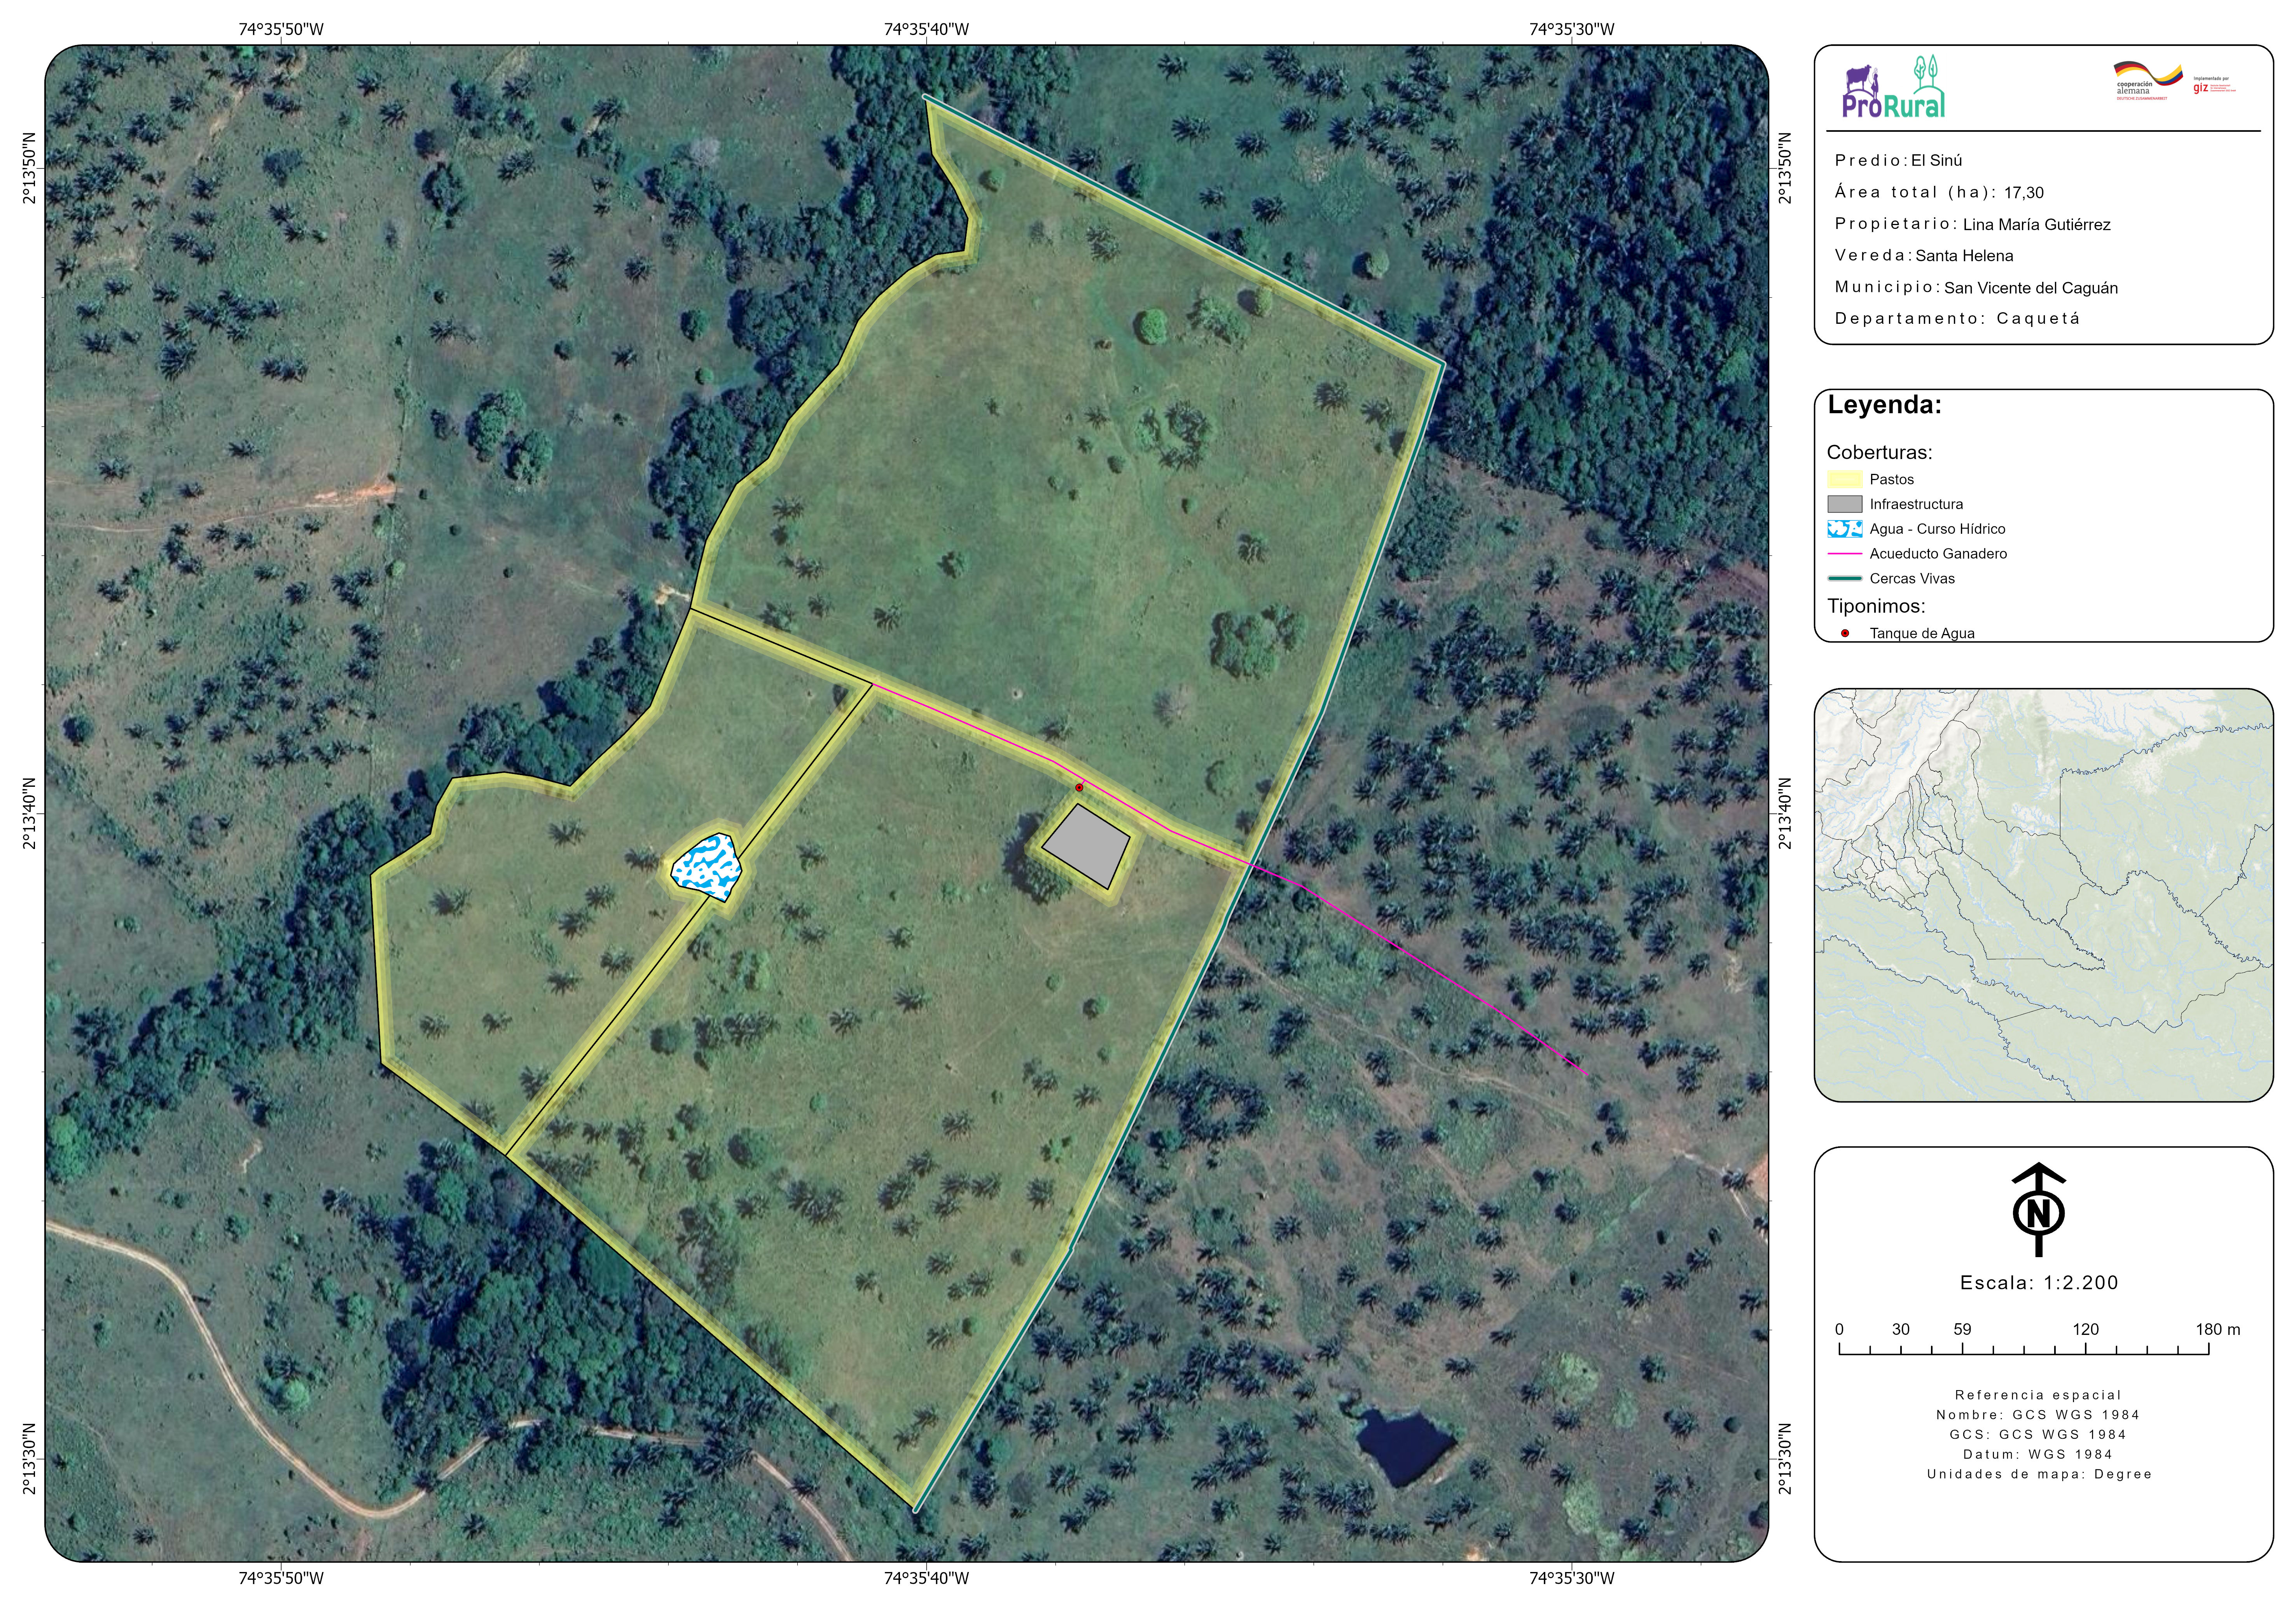 74°35'50"W
74°35'40"W
74°35'30"W
2°13'50"N
2°13'50"N
2°13'40"N
2°13'40"N
2°13'30"N
2°13'30"N
74°35'50"W
74°35'40"W
74°35'30"W
ProRural
cooperación
alemana
DEUTSCHE ZUSAMMENARBEIT
Implementada por
giz
Predio: El Sinú
Área total (ha): 17,30
Propietario: Lina María Gutiérrez
Vereda: Santa Helena
Municipio: San Vicente del Caguán
Departamento: Caquetá
Leyenda:
Coberturas:
Pastos
Infraestructura
Agua - Curso Hídrico
Acueducto Ganadero
Cercas Vivas
Tiponimos:
Tanque de Agua
N
Escala: 1:2.200
0 30 59 120 180 m
Referencia espacial
Nombre: GCS WGS 1984
GCS: GCS WGS 1984
Datum: WGS 1984
Unidades de mapa: Degree